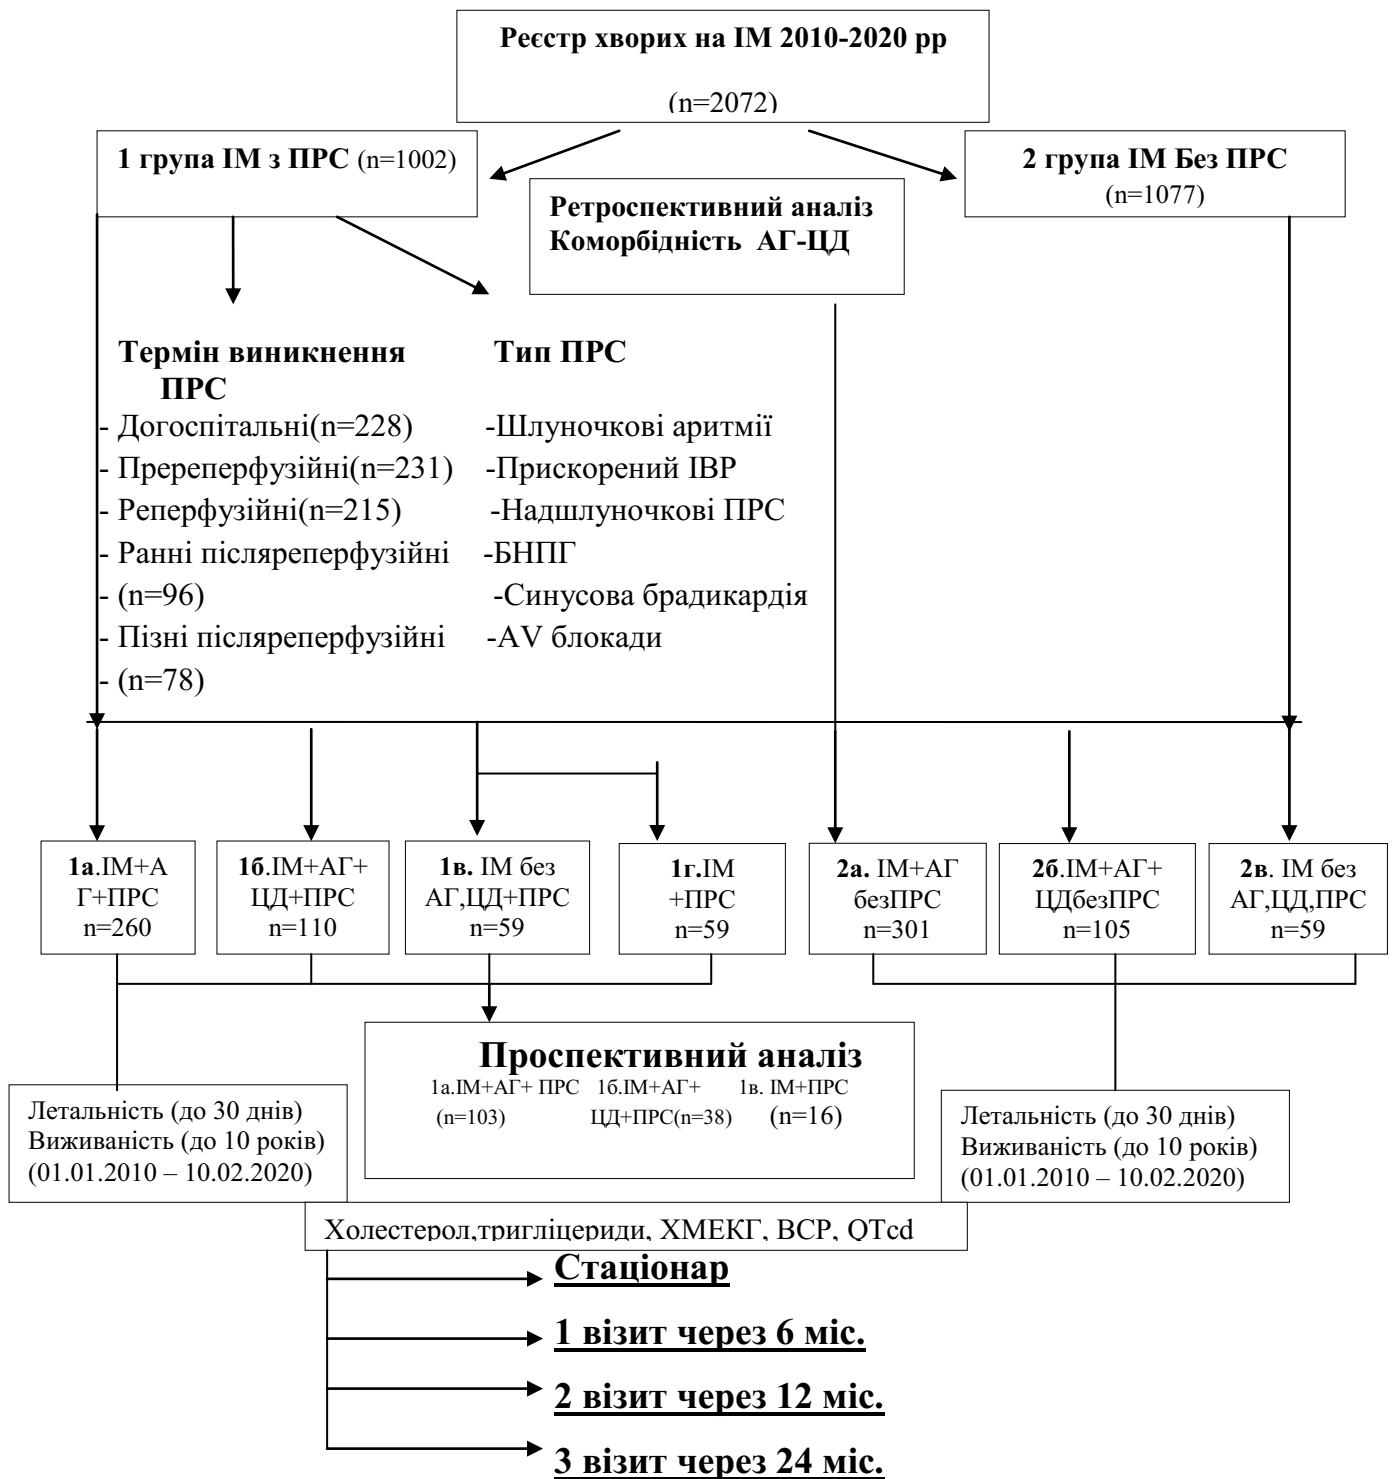 Реєстр хворих на ІМ 2010-2020 рр
(n=2072)
1 група ІМ з ПРС (n=1002)
2 група ІМ Без ПРС
(n=1077)
Ретроспективний аналіз
Коморбідність АГ-ЦД
Термін виникнення
ПРС
- Догоспітальні(n=228)
- Пререперфузійні(n=231)
- Реперфузійні(n=215)
- Ранні післяреперфузійні
- (n=96)
- Пізні післяреперфузійні
- (n=78)
Тип ПРС
-Шлуночкові аритмії
-Прискорений ІВР
-Надшлуночкові ПРС
-БНПГ
-Синусова брадикардія
-AV блокади
1а.ІМ+А
Г+ПРС
n=260
1б.ІМ+АГ+
ЦД+ПРС
n=110
1в. ІМ без
АГ,ЦД+ПРС
n=59
1г.ІМ
+ПРС
n=59
2а. ІМ+АГ
безПРС
n=301
2б.ІМ+АГ+
ЦДбезПРС
n=105
2в. ІМ без
АГ,ЦД,ПРС
n=59
Проспективний аналіз
1а.ІМ+АГ+ ПРС
(n=103)
1б.ІМ+АГ+
ЦД+ПРС(n=38)
1в. ІМ+ПРС
(n=16)
Летальність (до 30 днів)
Виживаність (до 10 років)
(01.01.2010 – 10.02.2020)
Летальність (до 30 днів)
Виживаність (до 10 років)
(01.01.2010 – 10.02.2020)
Холестерол,тригліцериди, ХМЕКГ, ВСР, QTcd
Стаціонар
1 візит через 6 міс.
2 візит через 12 міс.
3 візит через 24 міс.